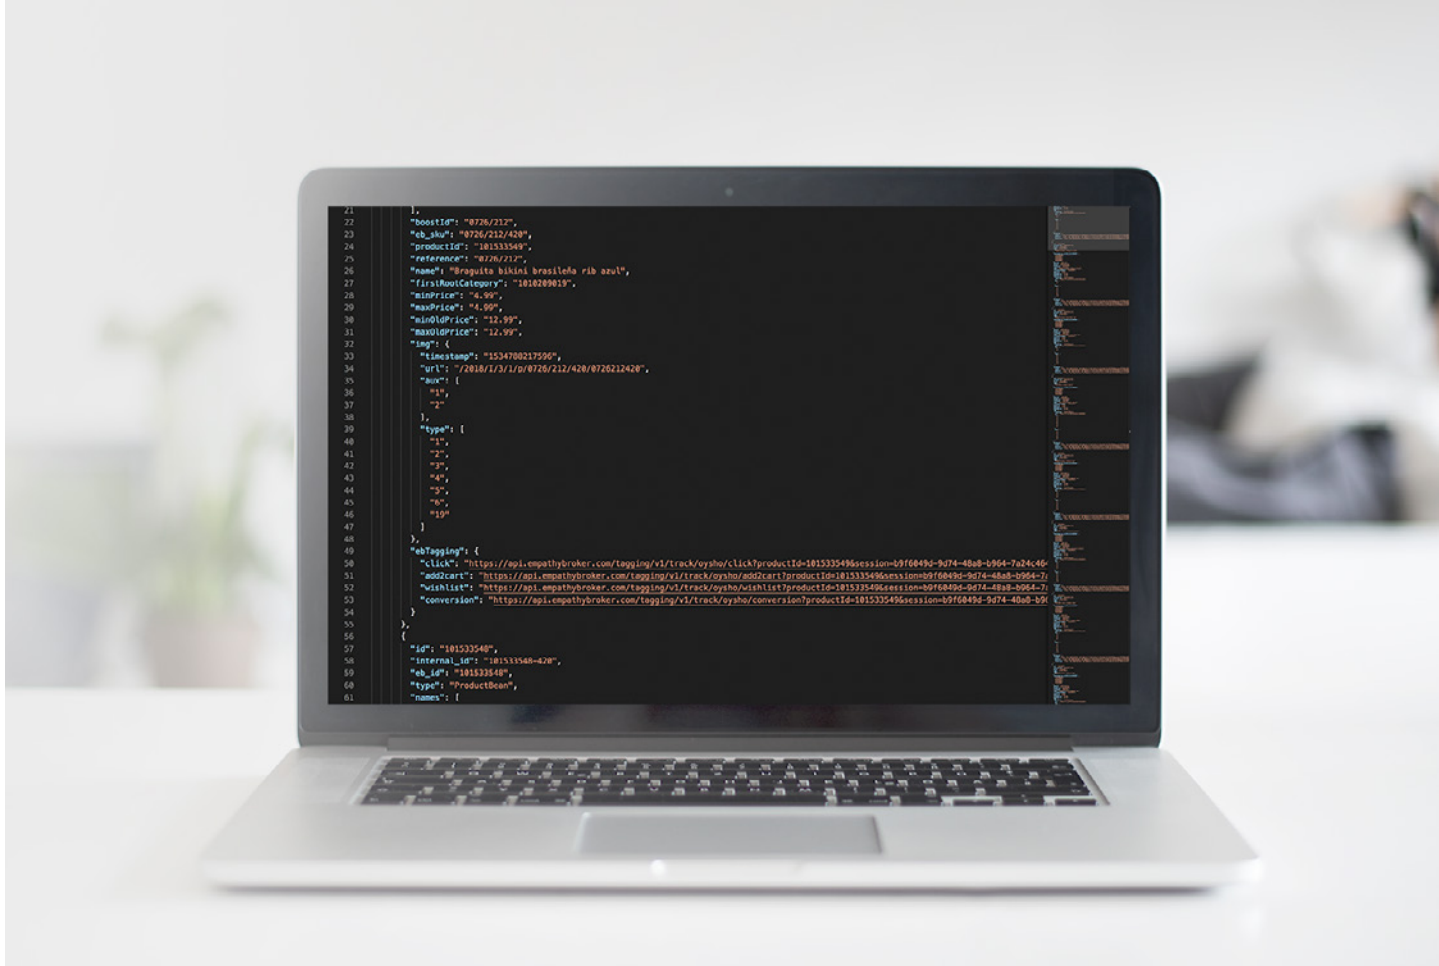 21 ],
22 "boostId": "0726/212",
23 "eb_sku": "0726/212/420",
24 "productId": "101533549",
25 "reference": "0726/212",
26 "name": "Braguita bikini brasileña rib azul",
27 "firstRootCategory": "1010209019",
28 "minPrice": "4.99",
29 "maxPrice": "4.99",
30 "minOldPrice": "12.99",
31 "maxOldPrice": "12.99",
32 "img": {
33 "timestamp": "1534788217596",
34 "url": "/2018/I/3/1/p/0726/212/420/0726212420",
35 "aux": [
36 "1",
37 "2"
38 ],
39 "type": [
40 "1",
41 "2",
42 "3",
43 "4",
44 "5",
45 "6",
46 "19"
47 ]
48 },
49 "ebTagging": {
50 "click": "https://api.empathybroker.com/tagging/v1/track/oysho/click?productId=101533549&session=b9f6049d-9d74-48a8-b964-7a24c46
51 "add2cart": "https://api.empathybroker.com/tagging/v1/track/oysho/add2cart?productId=101533549&session=b9f6049d-9d74-48a8-b964-7
52 "wishlist": "https://api.empathybroker.com/tagging/v1/track/oysho/wishlist?productId=101533549&session=b9f6049d-9d74-48a8-b964-7
53 "conversion": "https://api.empathybroker.com/tagging/v1/track/oysho/conversion?productId=101533549&session=b9f6049d-9d74-48a8-b9
54 }
55 },
56 {
57 "id": "101533548",
58 "internal_id": "101533548-420",
59 "eb_id": "101533548",
60 "type": "ProductBean",
61 "names": [